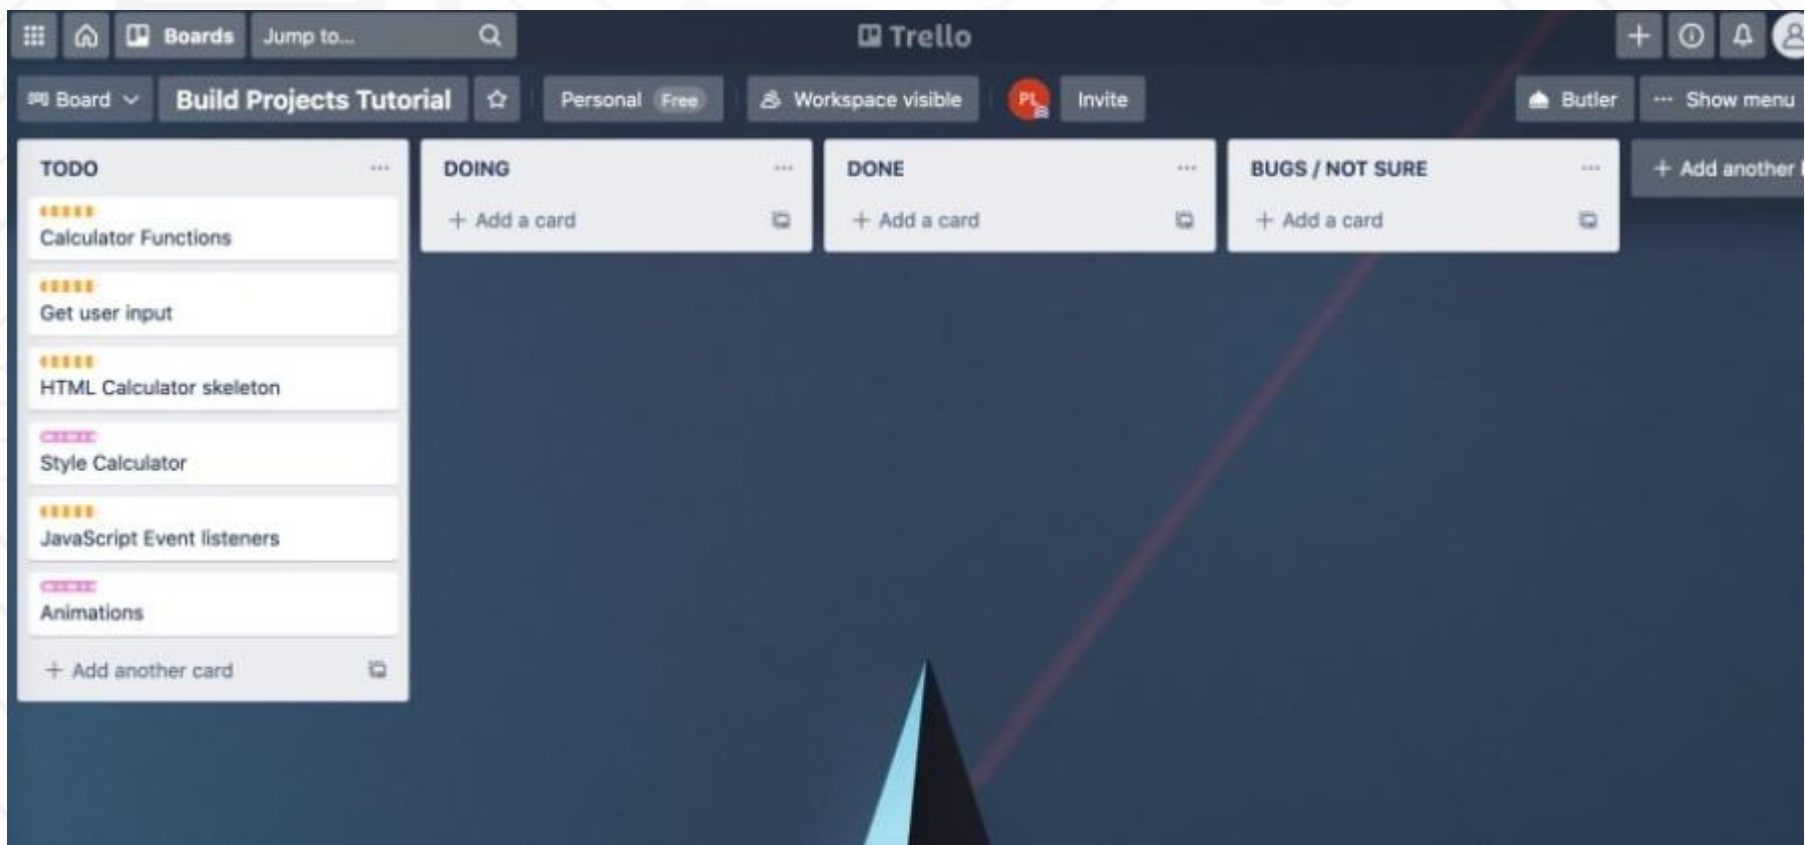 Boards Jump to... Trello
Board Build Projects Tutorial Personal Free Workspace visible PL Invite Butler ... Show menu
TODO ...
Calculator Functions
Get user input
HTML Calculator skeleton
Style Calculator
JavaScript Event listeners
Animations
+ Add another card
DOING ...
+ Add a card
DONE ...
+ Add a card
BUGS / NOT SURE ...
+ Add a card
+ Add another